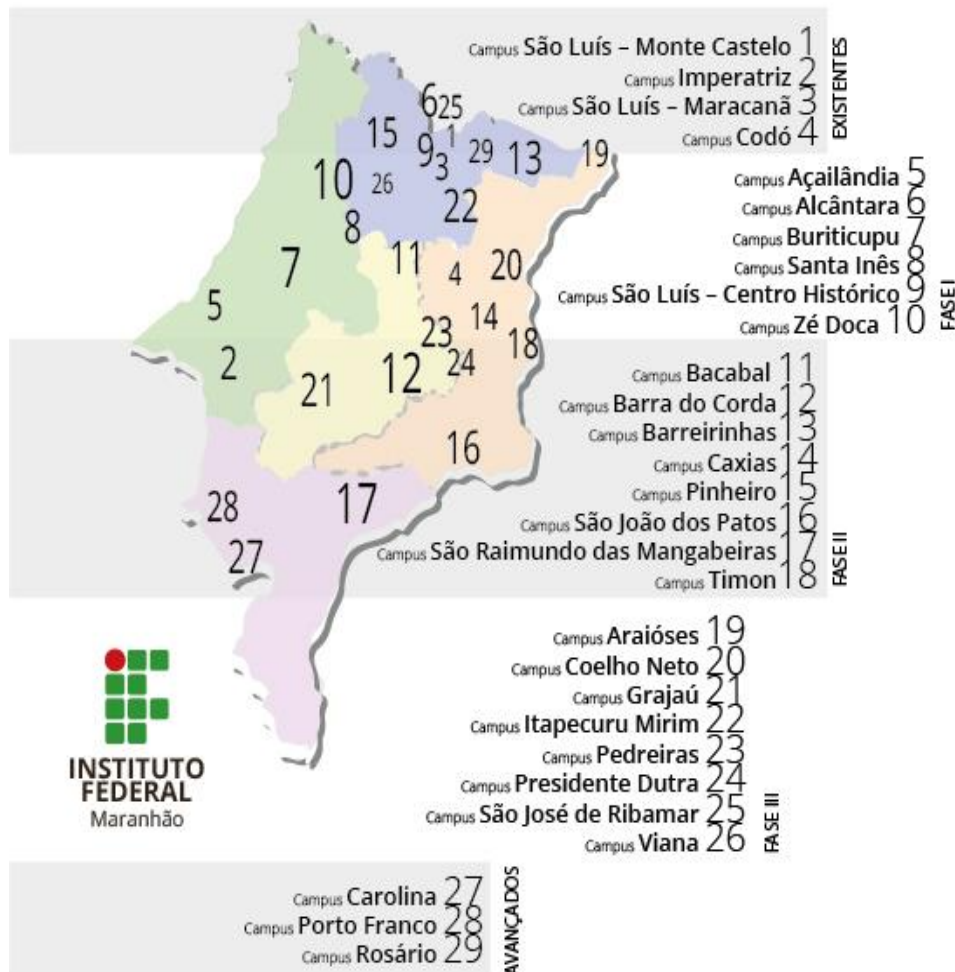 Campus São Luís – Monte Castelo 1
Campus Imperatriz 2
Campus São Luís – Maracanã 3
Campus Codó 4
EXISTENTES
Campus Açailândia 5
Campus Alcântara 6
Campus Buriticupu 7
Campus Santa Inês 8
Campus São Luís – Centro Histórico 9
Campus Zé Doca 10
FASE I
Campus Bacabal 11
Campus Barra do Corda 12
Campus Barreirinhas 13
Campus Caxias 14
Campus Pinheiro 15
Campus São João dos Patos 16
Campus São Raimundo das Mangabeiras 17
Campus Timon 18
FASE II
Campus Araióses 19
Campus Coelho Neto 20
Campus Grajaú 21
Campus Itapecuru Mirim 22
Campus Pedreiras 23
Campus Presidente Dutra 24
Campus São José de Ribamar 25
Campus Viana 26
FASE III
Campus Carolina 27
Campus Porto Franco 28
Campus Rosário 29
AVANÇADOS
6 25
15 9 1 3 29 13 19
10 26 22
8
7 11 4 20
5 23 14 18
2 21 12 24
16
28 17
27
INSTITUTO
FEDERAL
Maranhão